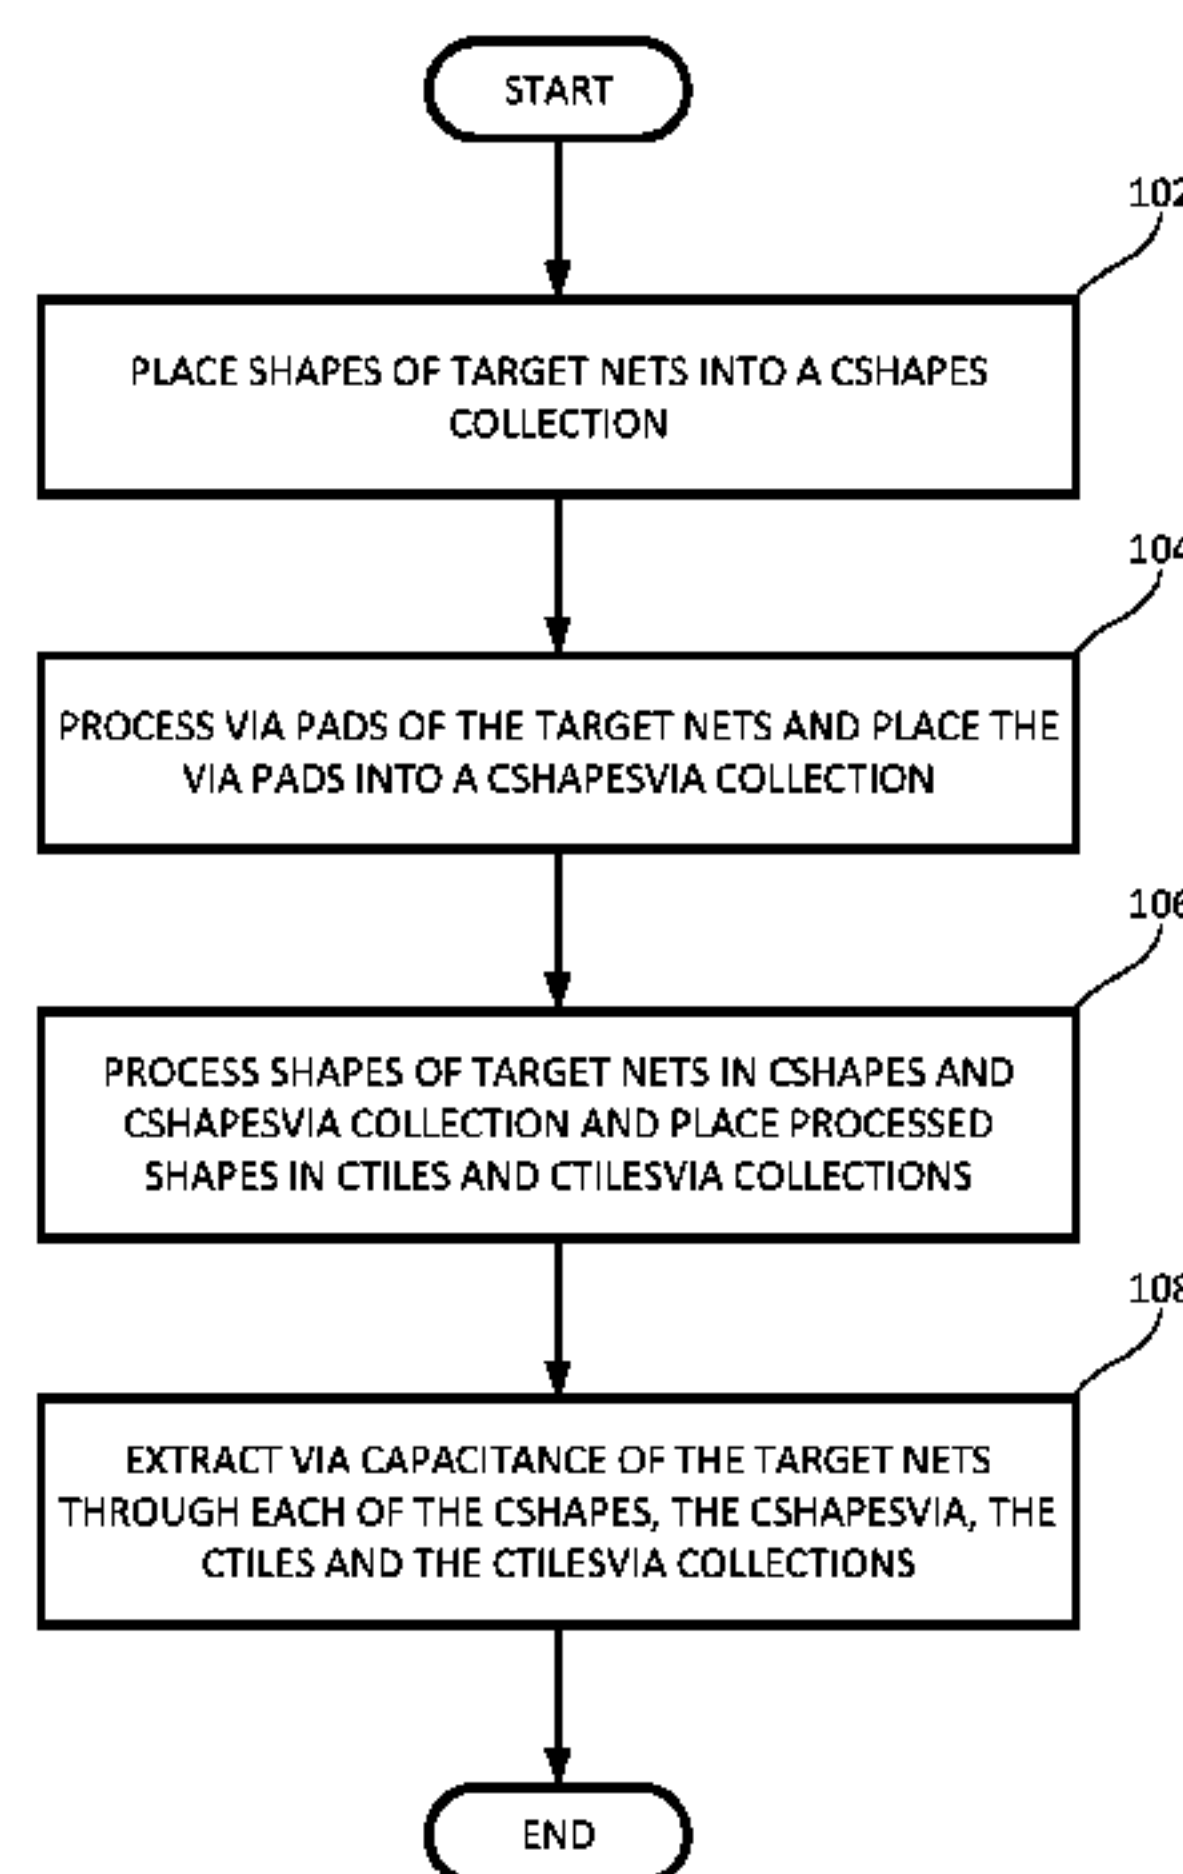 START
102
PLACE SHAPES OF TARGET NETS INTO A CSHAPES
COLLECTION
104
PROCESS VIA PADS OF THE TARGET NETS AND PLACE THE
VIA PADS INTO A CSHAPESVIA COLLECTION
106
PROCESS SHAPES OF TARGET NETS IN CSHAPES AND
CSHAPESVIA COLLECTION AND PLACE PROCESSED
SHAPES IN CTILES AND CTILESVIA COLLECTIONS
108
EXTRACT VIA CAPACITANCE OF THE TARGET NETS
THROUGH EACH OF THE CSHAPES, THE CSHAPESVIA, THE
CTILES AND THE CTILESVIA COLLECTIONS
END